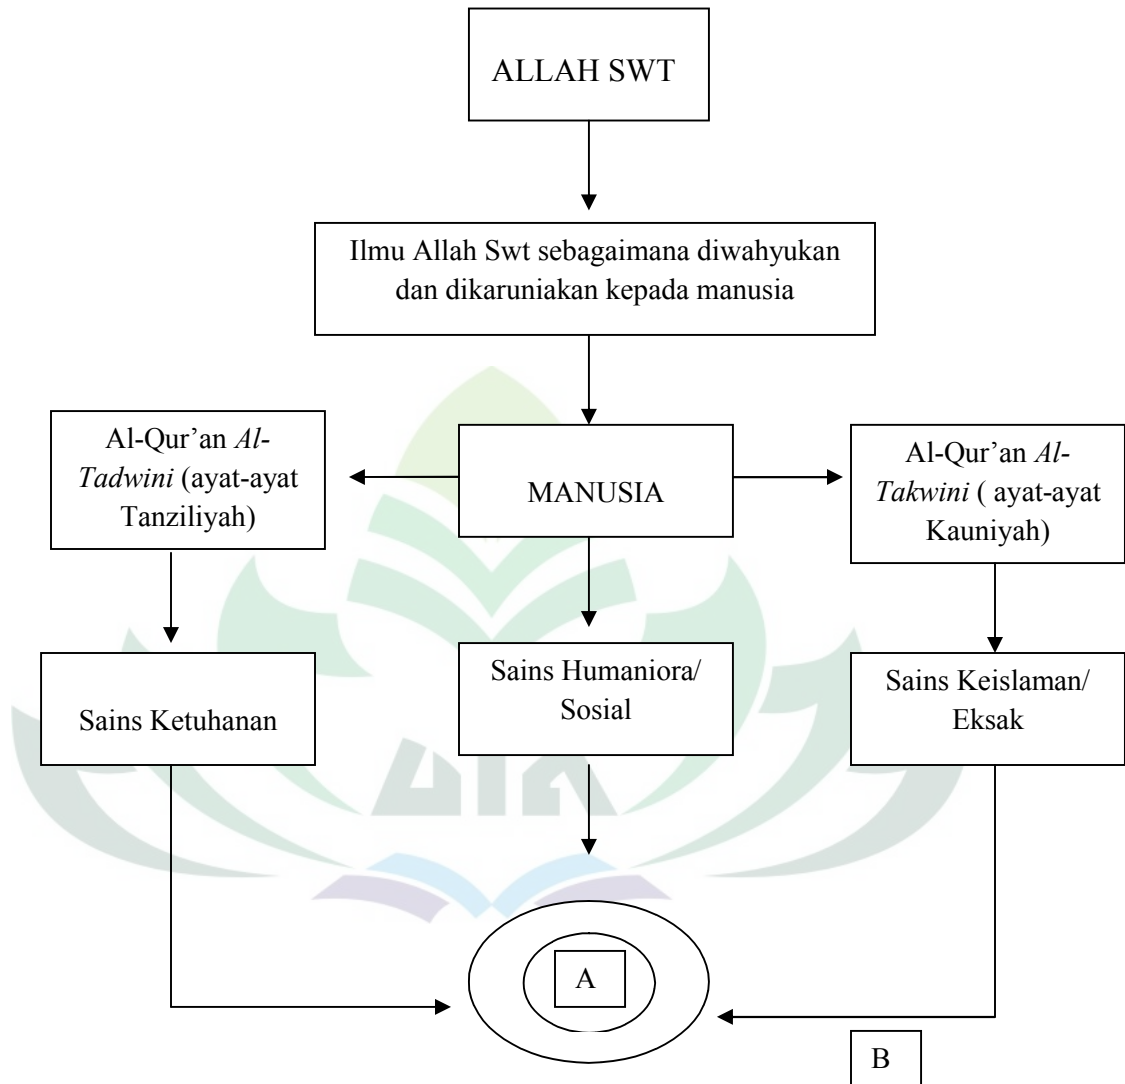 ALLAH SWT
Ilmu Allah Swt sebagaimana diwahyukan
dan dikaruniakan kepada manusia
Al-Qur’an Al-
Tadwini (ayat-ayat
Tanziliyah)
MANUSIA
Al-Qur’an Al-
Takwini ( ayat-ayat
Kauniyah)
Sains Ketuhanan
Sains Humaniora/
Sosial
Sains Keislaman/
Eksak
A
B